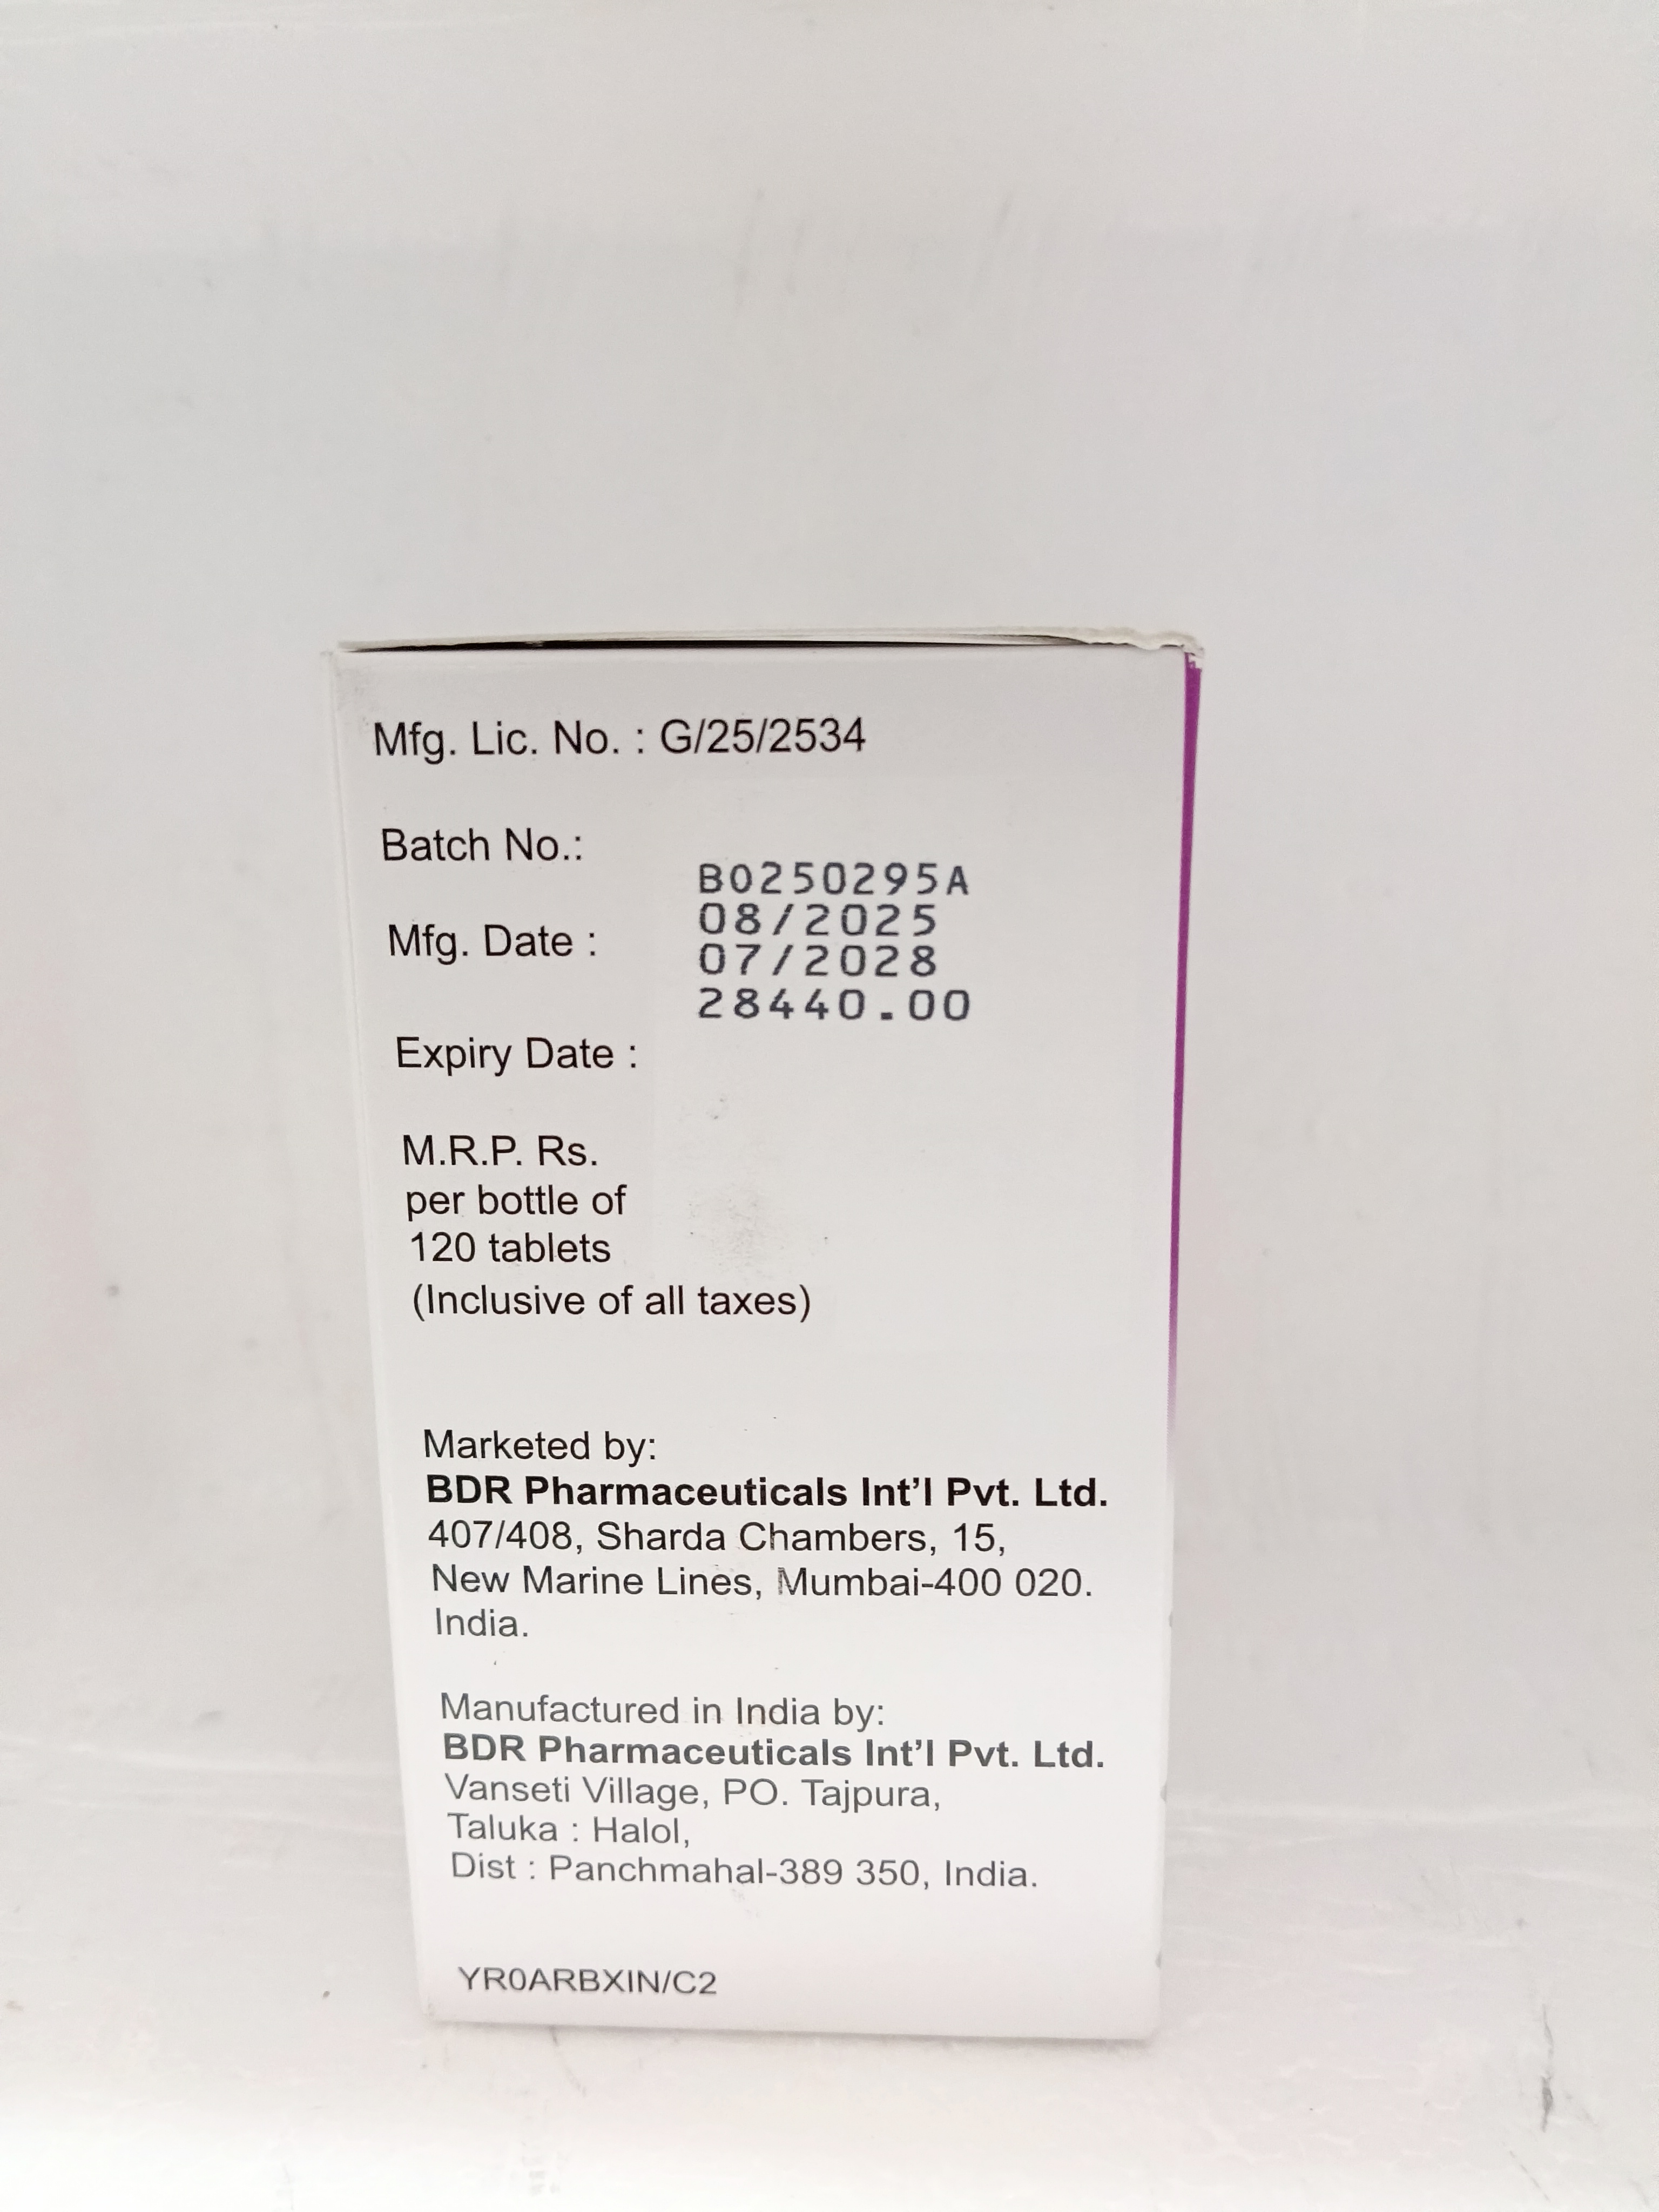 Mfg. Lic. No. : G/25/2534
Batch No.:
B0250295A
08/2025
Mfg. Date :
07/2028
28440.00
Expiry Date :
M.R.P. Rs.
per bottle of
120 tablets
(Inclusive of all taxes)
Marketed by:
BDR Pharmaceuticals Int'l Pvt. Ltd.
407/408, Sharda Chambers, 15,
New Marine Lines, Mumbai-400 020.
India.
Manufactured in India by:
BDR Pharmaceuticals Int'l Pvt. Ltd.
Vanseti Village, PO. Tajpura,
Taluka : Halol,
Dist : Panchmahal-389 350, India.
YR0ARBXIN/C2